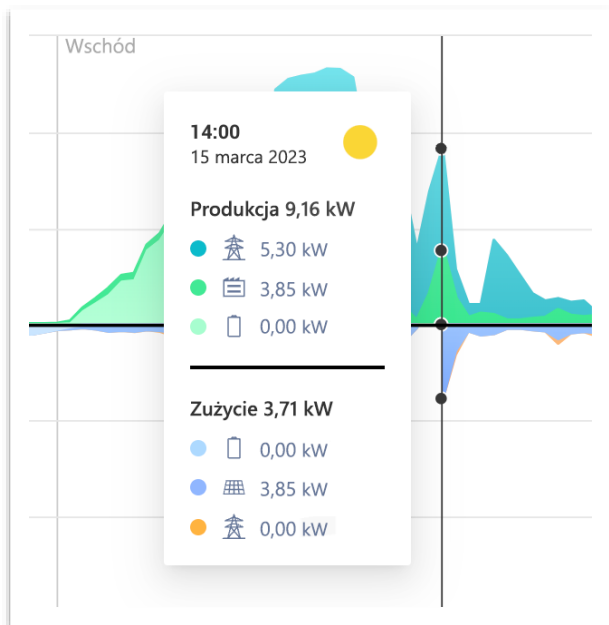 Wschód
14:00
15 marca 2023
Produkcja 9,16 kW
5,30 kW
3,85 kW
0,00 kW
Zużycie 3,71 kW
0,00 kW
3,85 kW
0,00 kW